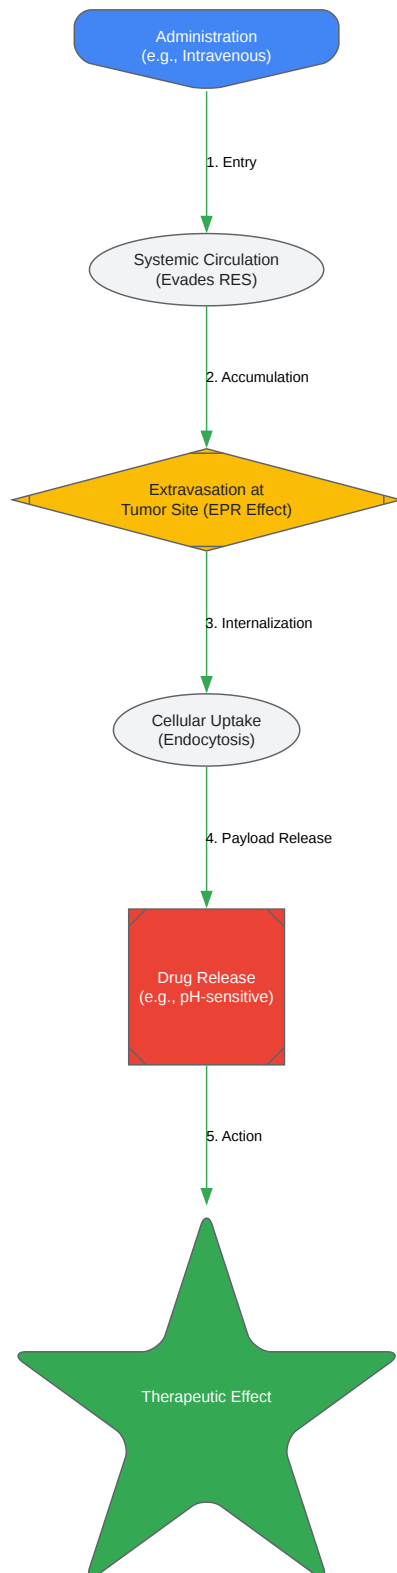 Administration
(e.g., Intravenous)
1. Entry
Systemic Circulation
(Evades RES)
2. Accumulation
Extravasation at
Tumor Site (EPR Effect)
3. Internalization
Cellular Uptake
(Endocytosis)
4. Payload Release
Drug Release
(e.g., pH-sensitive)
5. Action
Therapeutic Effect